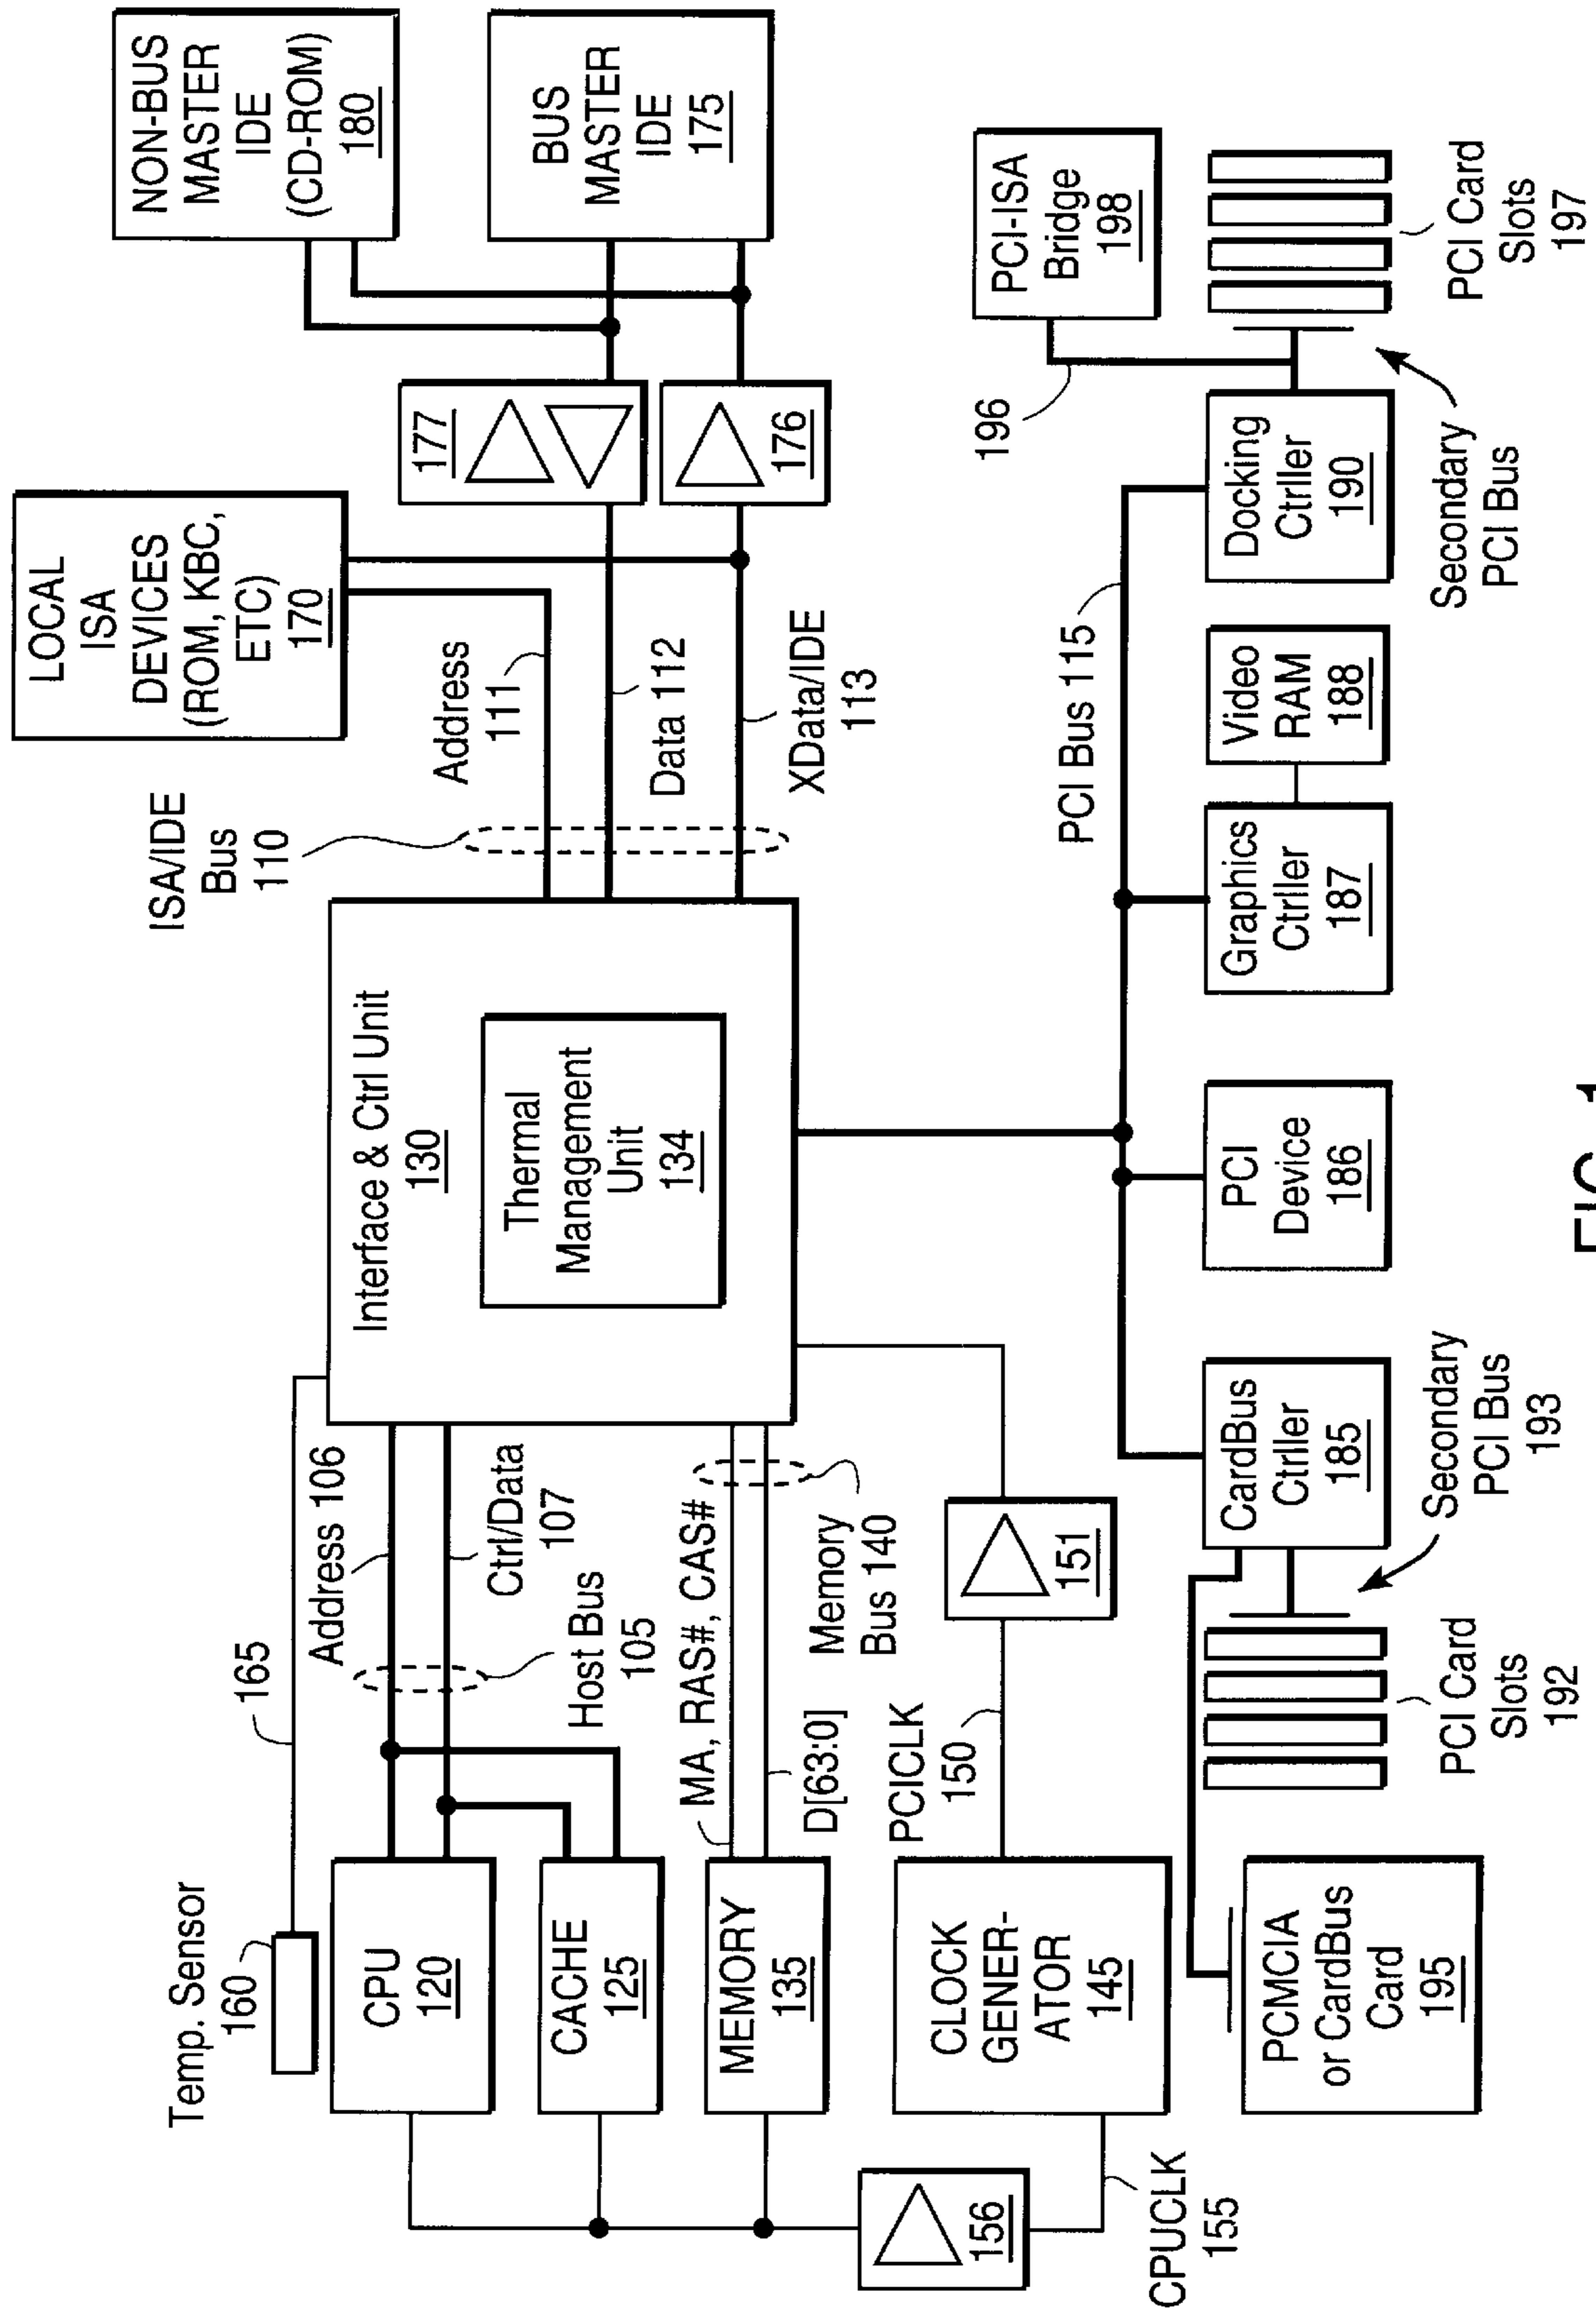 Temp. Sensor
160
165
CPU
120
CACHE
125
MEMORY
135
CLOCK
GENER-
ATOR
145
156
CPUCLK
155
Address 106
Ctrl/Data
107
Host Bus
105
MA, RAS#, CAS#
D[63:0]
Memory
Bus 140
PCICLK
150
151
Interface & Ctrl Unit
130
Thermal
Management
Unit
134
ISA/IDE
Bus
110
Address
111
Data 112
XData/IDE
113
LOCAL
ISA
DEVICES
(ROM, KBC,
ETC)
170
177
176
NON-BUS
MASTER
IDE
(CD-ROM)
180
BUS
MASTER
IDE
175
PCI Bus 115
PCMCIA
or CardBus
Card
195
PCI Card
Slots
192
Secondary
PCI Bus
193
CardBus
Ctrller
185
PCI
Device
186
Graphics
Ctrller
187
Video
RAM
188
Docking
Ctrller
190
Secondary
PCI Bus
196
PCI-ISA
Bridge
198
PCI Card
Slots
197